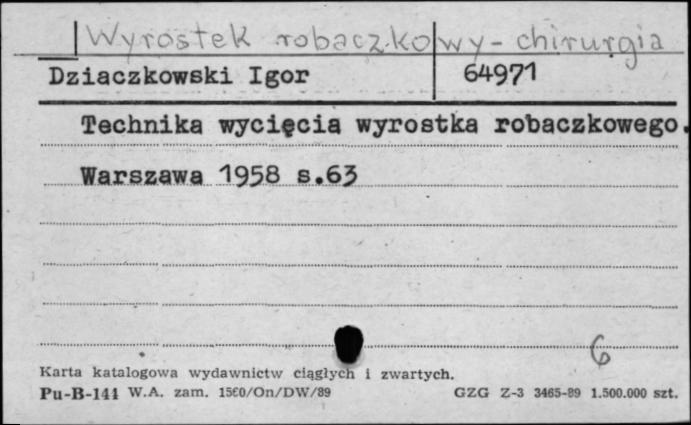 Wyrostek robaczkowy - chirurgia
Dziaczkowski Igor 64971
Technika wycięcia wyrostka robaczkowego.
Warszawa 1958 s.63
6
Karta katalogowa wydawnictw ciągłych i zwartych.
Pu-B-141 W.A. zam. 1560/On/DW/89 GZG Z-3 3465-89 1.500.000 szt.